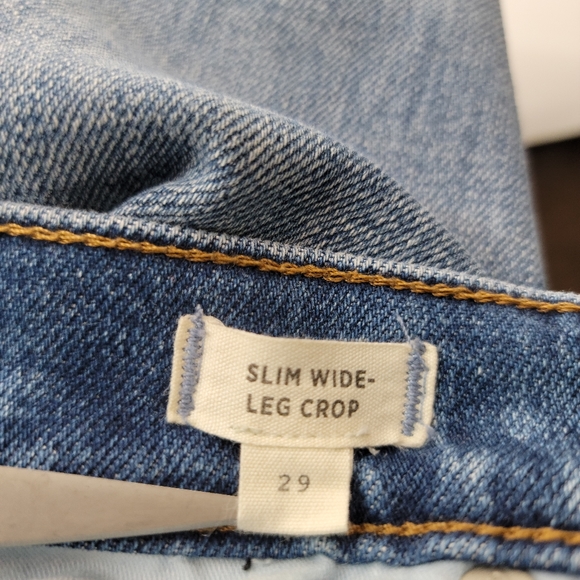 SLIM WIDE-
LEG CROP
29